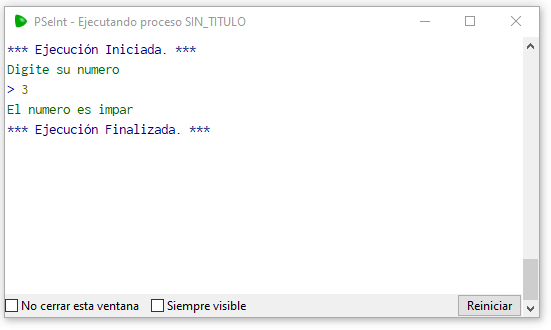 PSeInt - Ejecutando proceso SIN_TITULO
*** Ejecución Iniciada. ***
Digite su numero
> 3
El numero es impar
*** Ejecución Finalizada. ***
No cerrar esta ventana Siempre visible Reiniciar